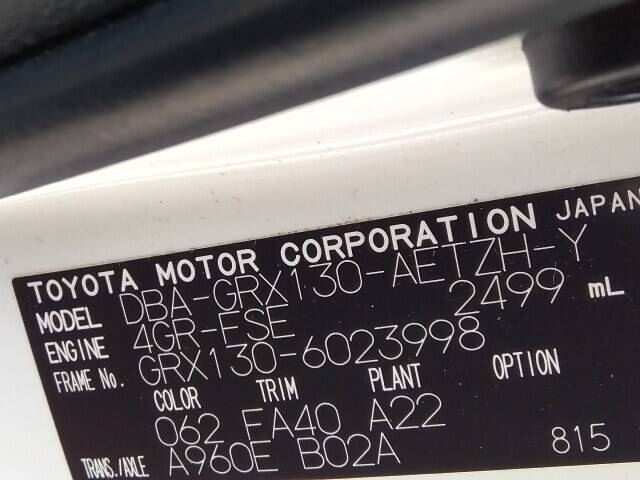 TOYOTA MOTOR CORPORATION JAPAN
MODEL DBA-GRX130-AETZH-Y
ENGINE 4GR-FSE 2499 mL
FRAME No. GRX130-6023998
COLOR TRIM PLANT OPTION
062 FA40 A22
TRANS./AXLE A960E B02A 815